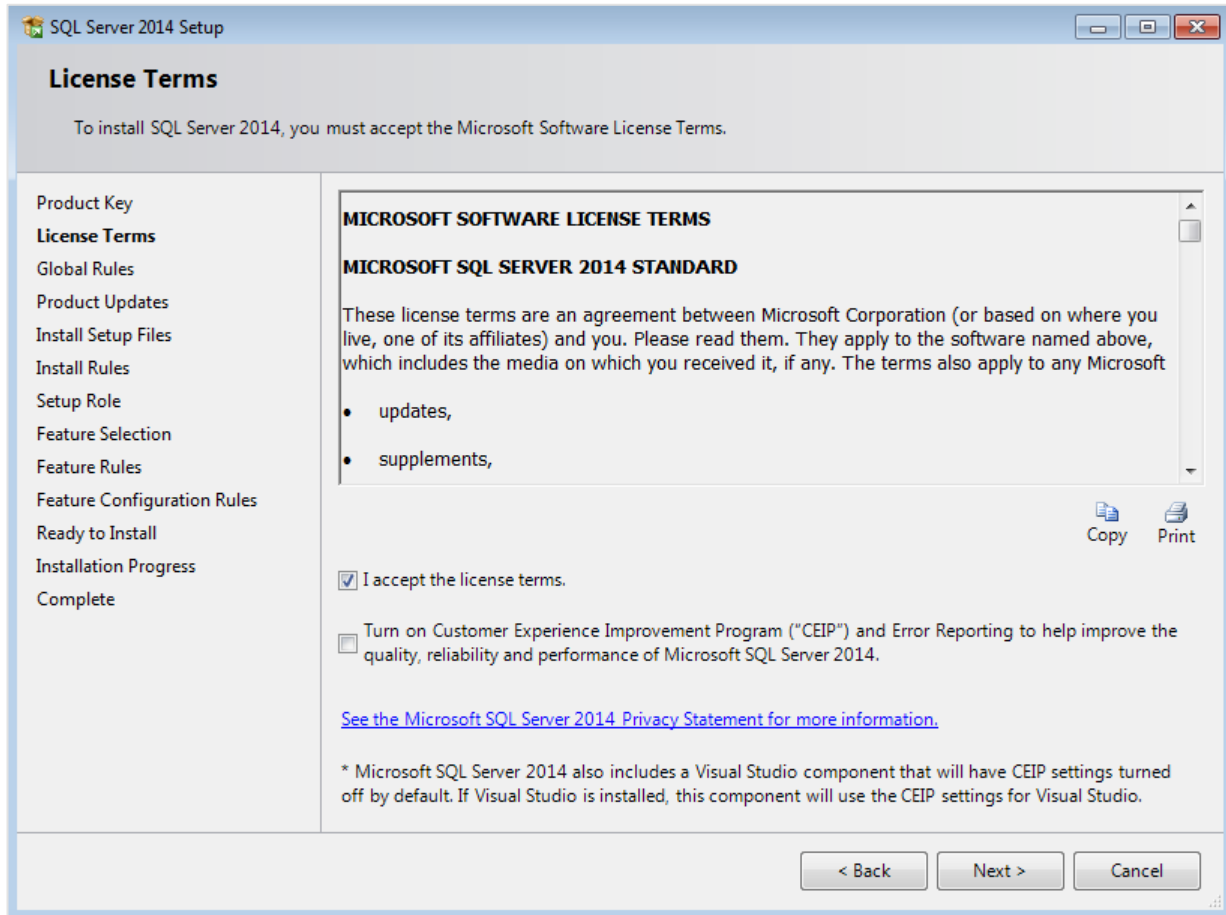 SQL Server 2014 Setup
License Terms
To install SQL Server 2014, you must accept the Microsoft Software License Terms.
Product Key
License Terms
Global Rules
Product Updates
Install Setup Files
Install Rules
Setup Role
Feature Selection
Feature Rules
Feature Configuration Rules
Ready to Install
Installation Progress
Complete
MICROSOFT SOFTWARE LICENSE TERMS
MICROSOFT SQL SERVER 2014 STANDARD
These license terms are an agreement between Microsoft Corporation (or based on where you
live, one of its affiliates) and you. Please read them. They apply to the software named above,
which includes the media on which you received it, if any. The terms also apply to any Microsoft
• updates,
• supplements,
Copy
Print
I accept the license terms.
Turn on Customer Experience Improvement Program ("CEIP") and Error Reporting to help improve the
quality, reliability and performance of Microsoft SQL Server 2014.
See the Microsoft SQL Server 2014 Privacy Statement for more information.
* Microsoft SQL Server 2014 also includes a Visual Studio component that will have CEIP settings turned
off by default. If Visual Studio is installed, this component will use the CEIP settings for Visual Studio.
< Back
Next >
Cancel